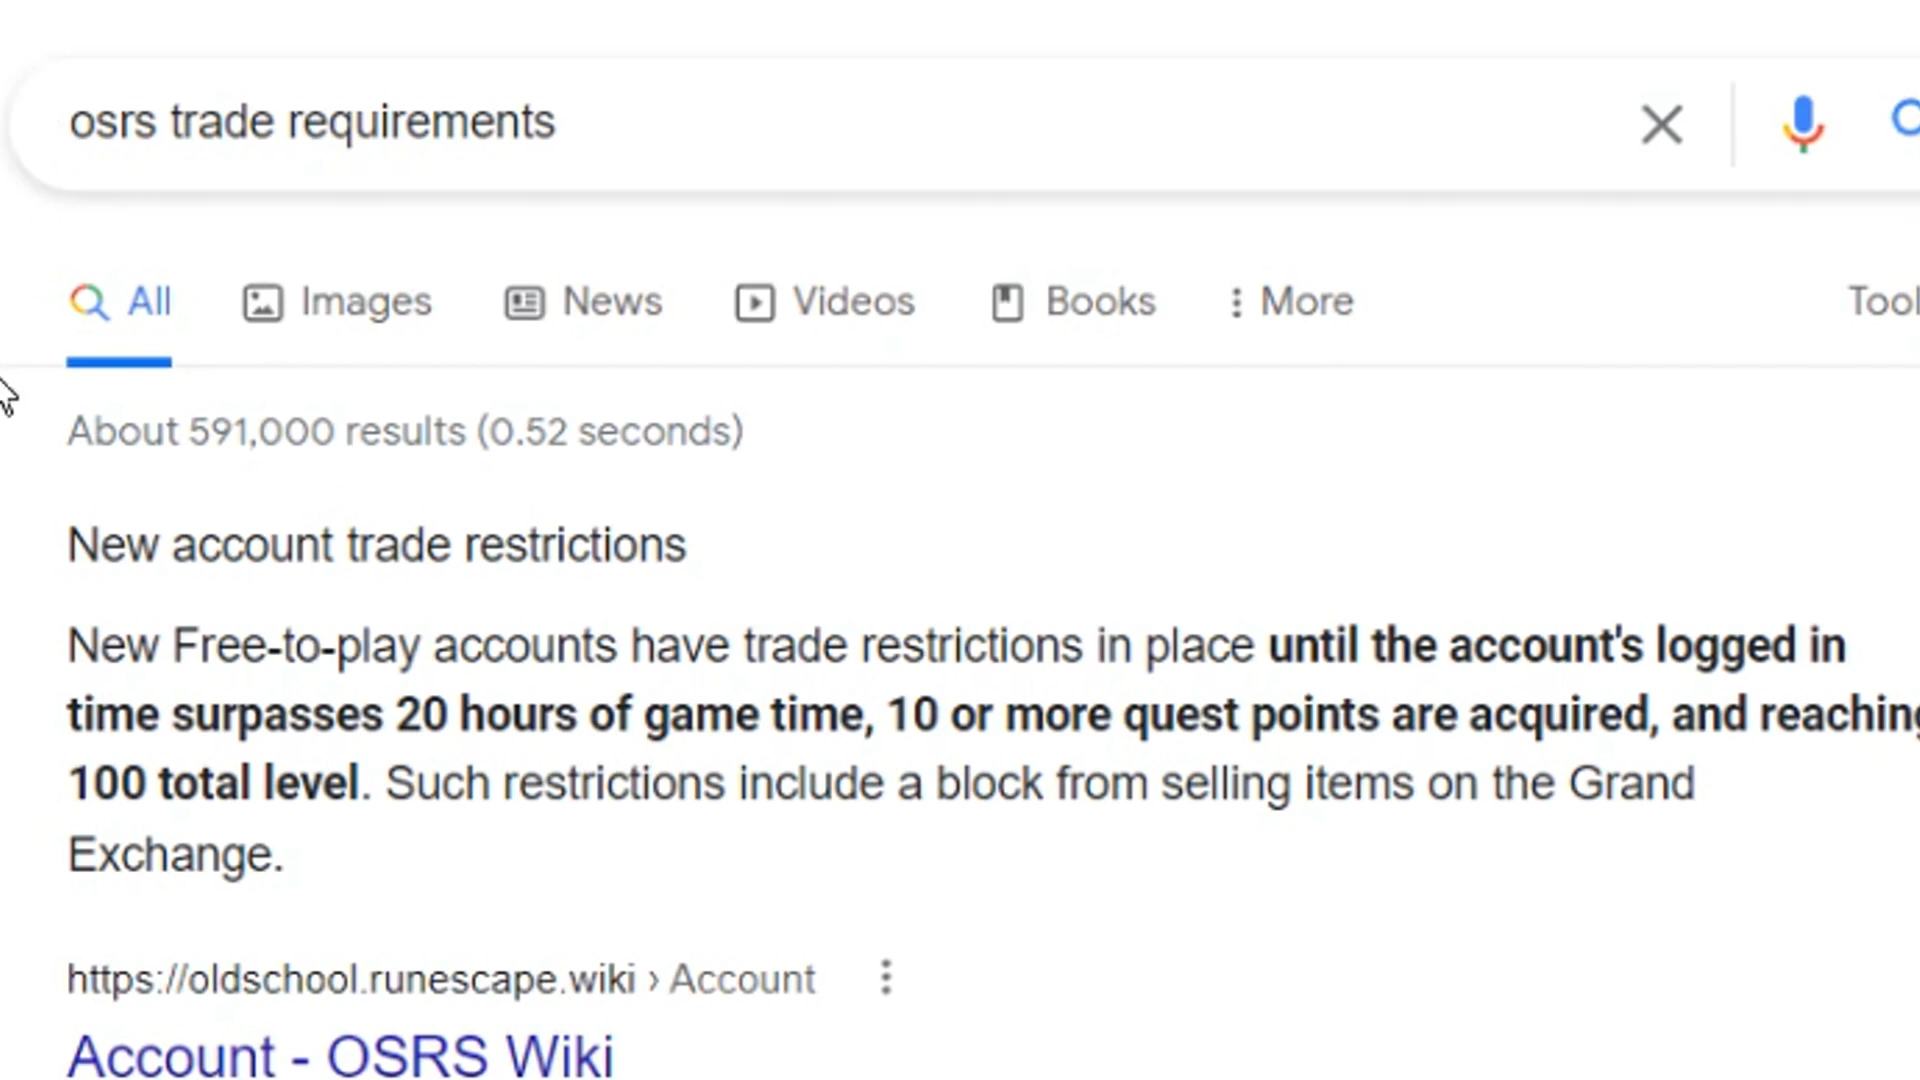 osrs trade requirements
All Images News Videos Books More Tool
About 591,000 results (0.52 seconds)
New account trade restrictions
New Free-to-play accounts have trade restrictions in place until the account's logged in
time surpasses 20 hours of game time, 10 or more quest points are acquired, and reaching
100 total level. Such restrictions include a block from selling items on the Grand
Exchange.
https://oldschool.runescape.wiki › Account
Account - OSRS Wiki